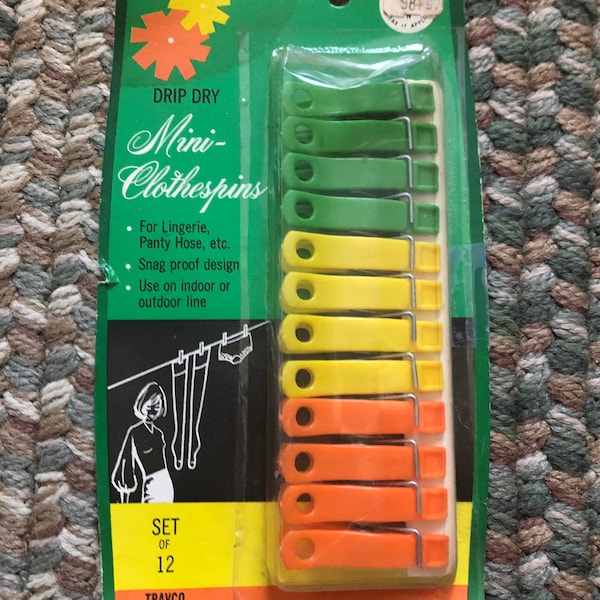 DRIP DRY
Mini-
Clothespins
• For Lingerie,
Panty Hose, etc.
• Snag proof design
• Use on indoor or
outdoor line
SET
OF
12
TRAVCO